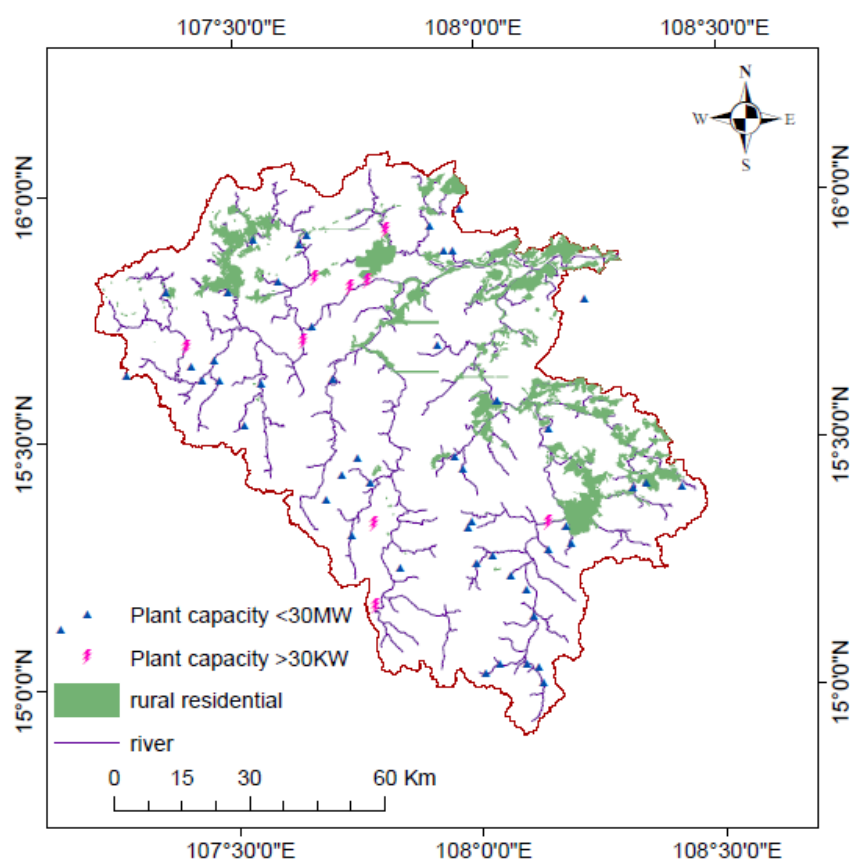 107°30'0"E 108°0'0"E 108°30'0"E
N
W E
S
16°0'0"N 16°0'0"N
15°30'0"N 15°30'0"N
15°0'0"N 15°0'0"N
Plant capacity <30MW
Plant capacity >30KW
rural residential
river
0 15 30 60 Km
107°30'0"E 108°0'0"E 108°30'0"E